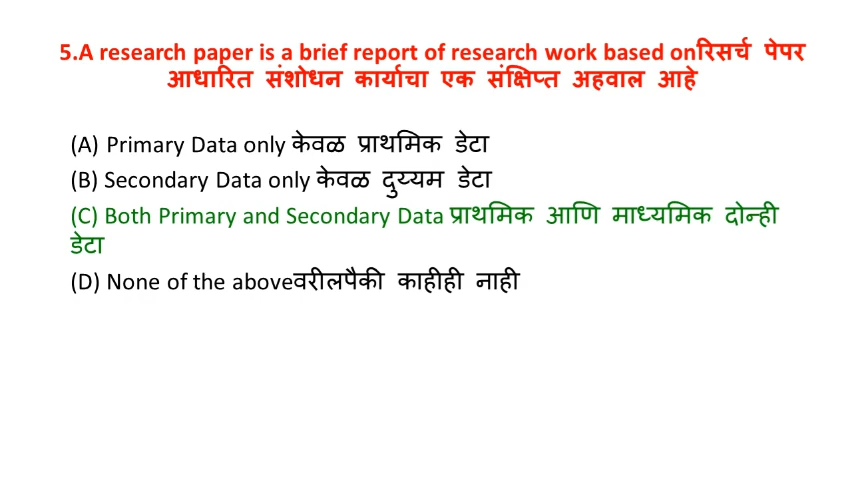 5.A research paper is a brief report of research work based onरिसर्च पेपर
आधारित संशोधन कार्याचा एक संक्षिप्त अहवाल आहे
(A) Primary Data only केवळ प्राथमिक डेटा
(B) Secondary Data only केवळ दुय्यम डेटा
(C) Both Primary and Secondary Data प्राथमिक आणि माध्यमिक दोन्ही
डेटा
(D) None of the aboveवरीलपैकी काहीही नाही